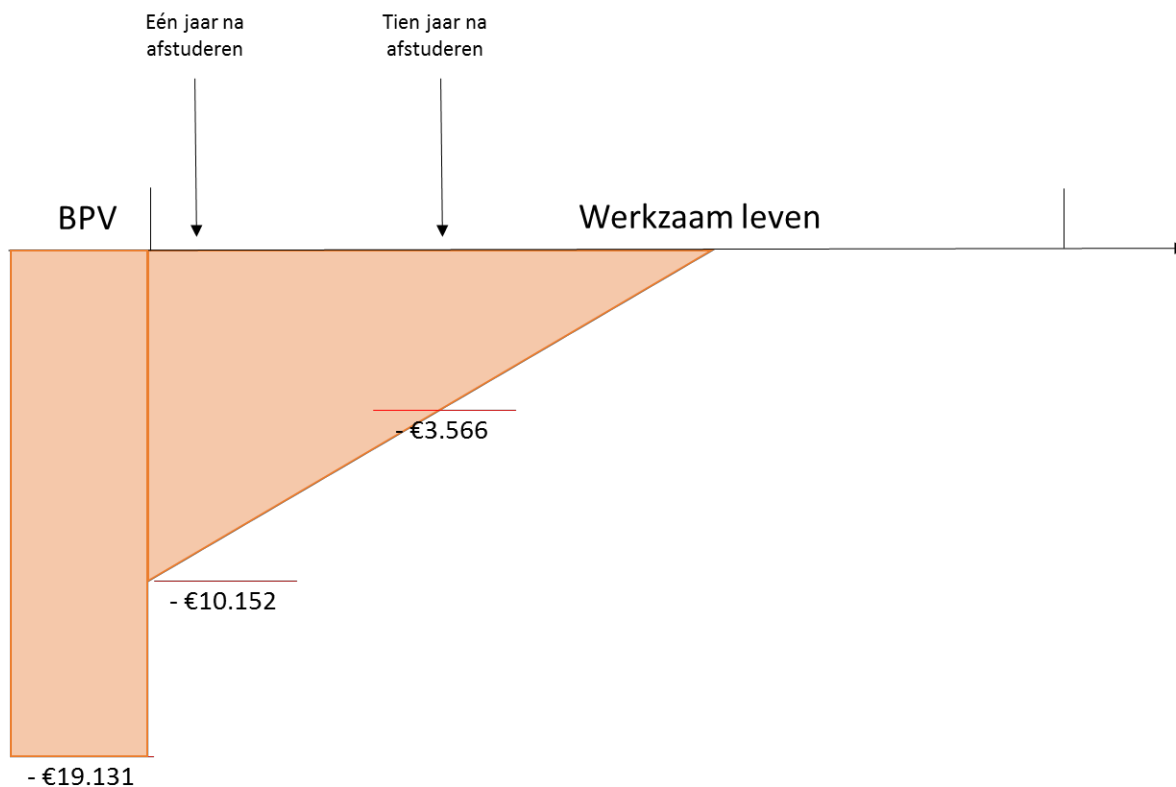 Eén jaar na
afstuderen
Tien jaar na
afstuderen
BPV
Werkzaam leven
- €3.566
- €10.152
- €19.131